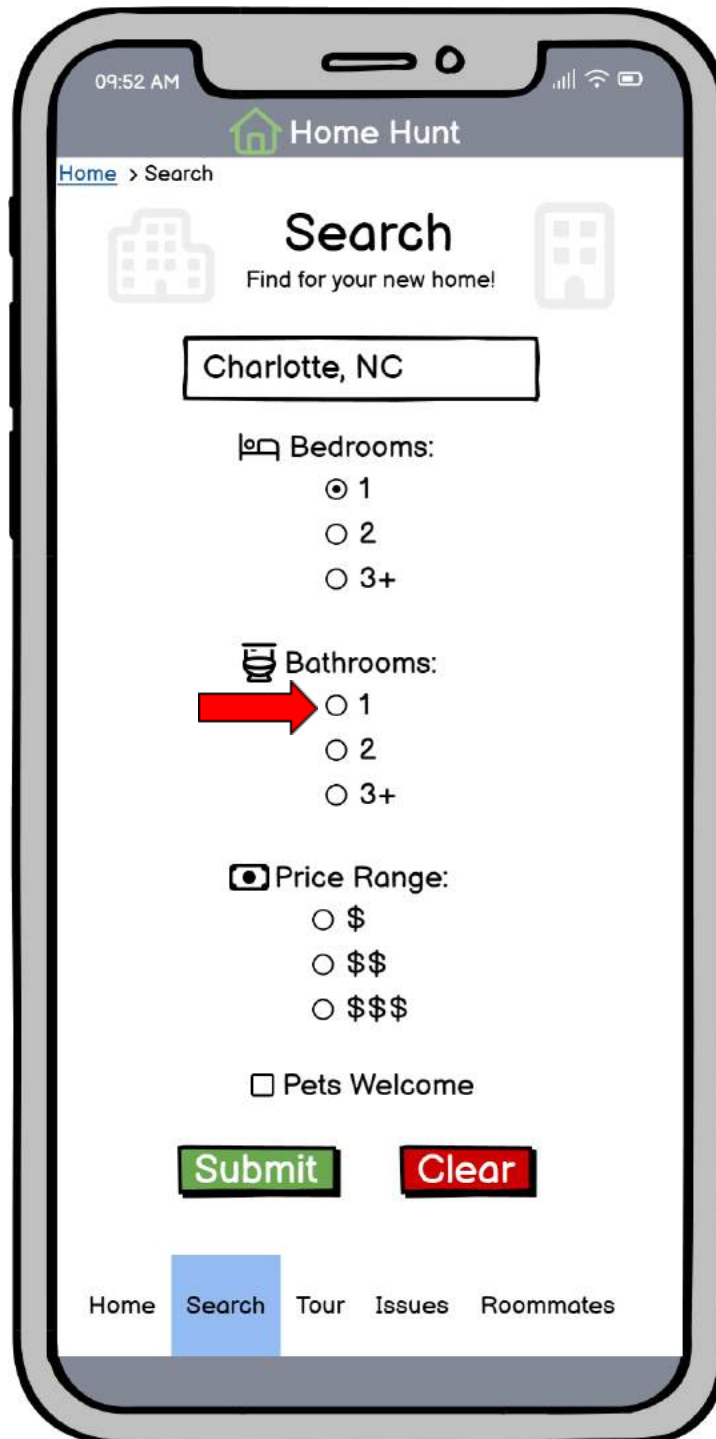 09:52 AM
Home Hunt
Home > Search
Search
Find for your new home!
Charlotte, NC
Bedrooms:
1
2
3+
Bathrooms:
1
2
3+
Price Range:
$
$$
$$$
Pets Welcome
Submit Clear
Home Search Tour Issues Roommates